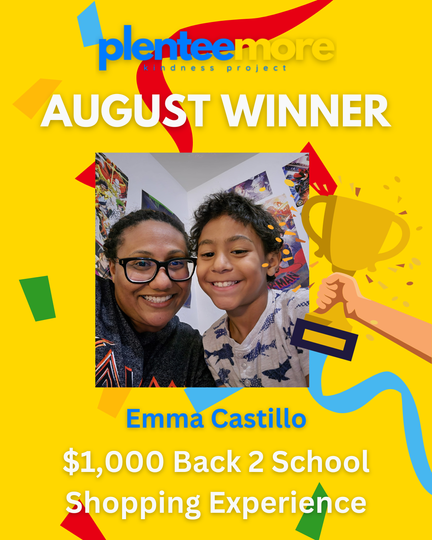 plenteemore
kindness project
AUGUST WINNER
Emma Castillo
$1,000 Back 2 School
Shopping Experience